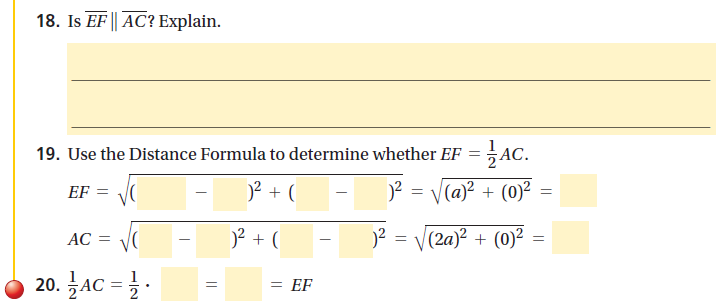 18. Is EF || AC? Explain.
19. Use the Distance Formula to determine whether EF = 1/2 AC.
EF = √(( − )² + ( − )²) = √((a)² + (0)²) =
AC = √(( − )² + ( − )²) = √((2a)² + (0)²) =
20. 1/2 AC = 1/2 · = = EF